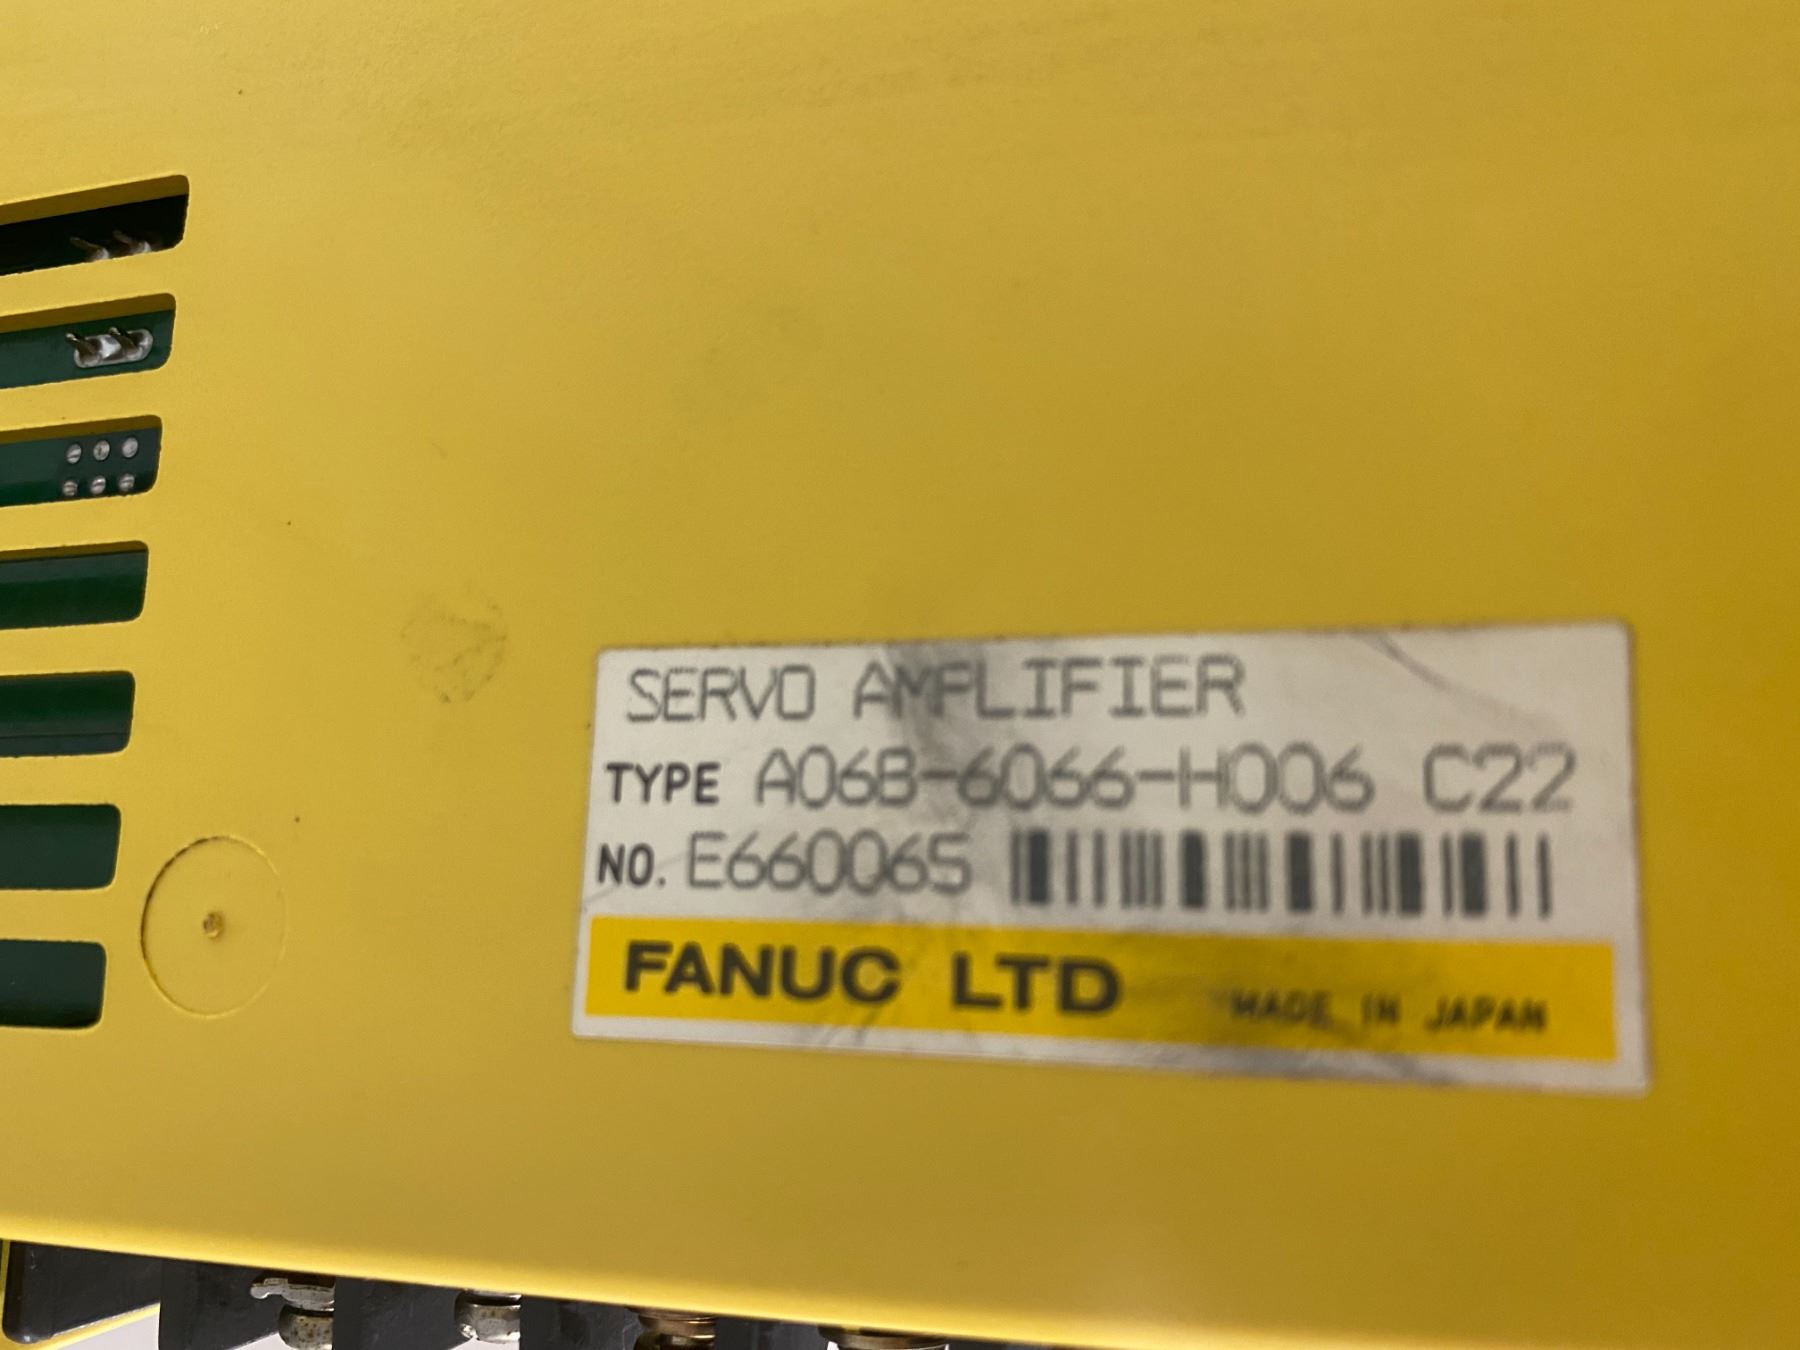 SERVO AMPLIFIER
TYPE A06B-6066-H006 C22
NO. E660065
FANUC LTD MADE IN JAPAN